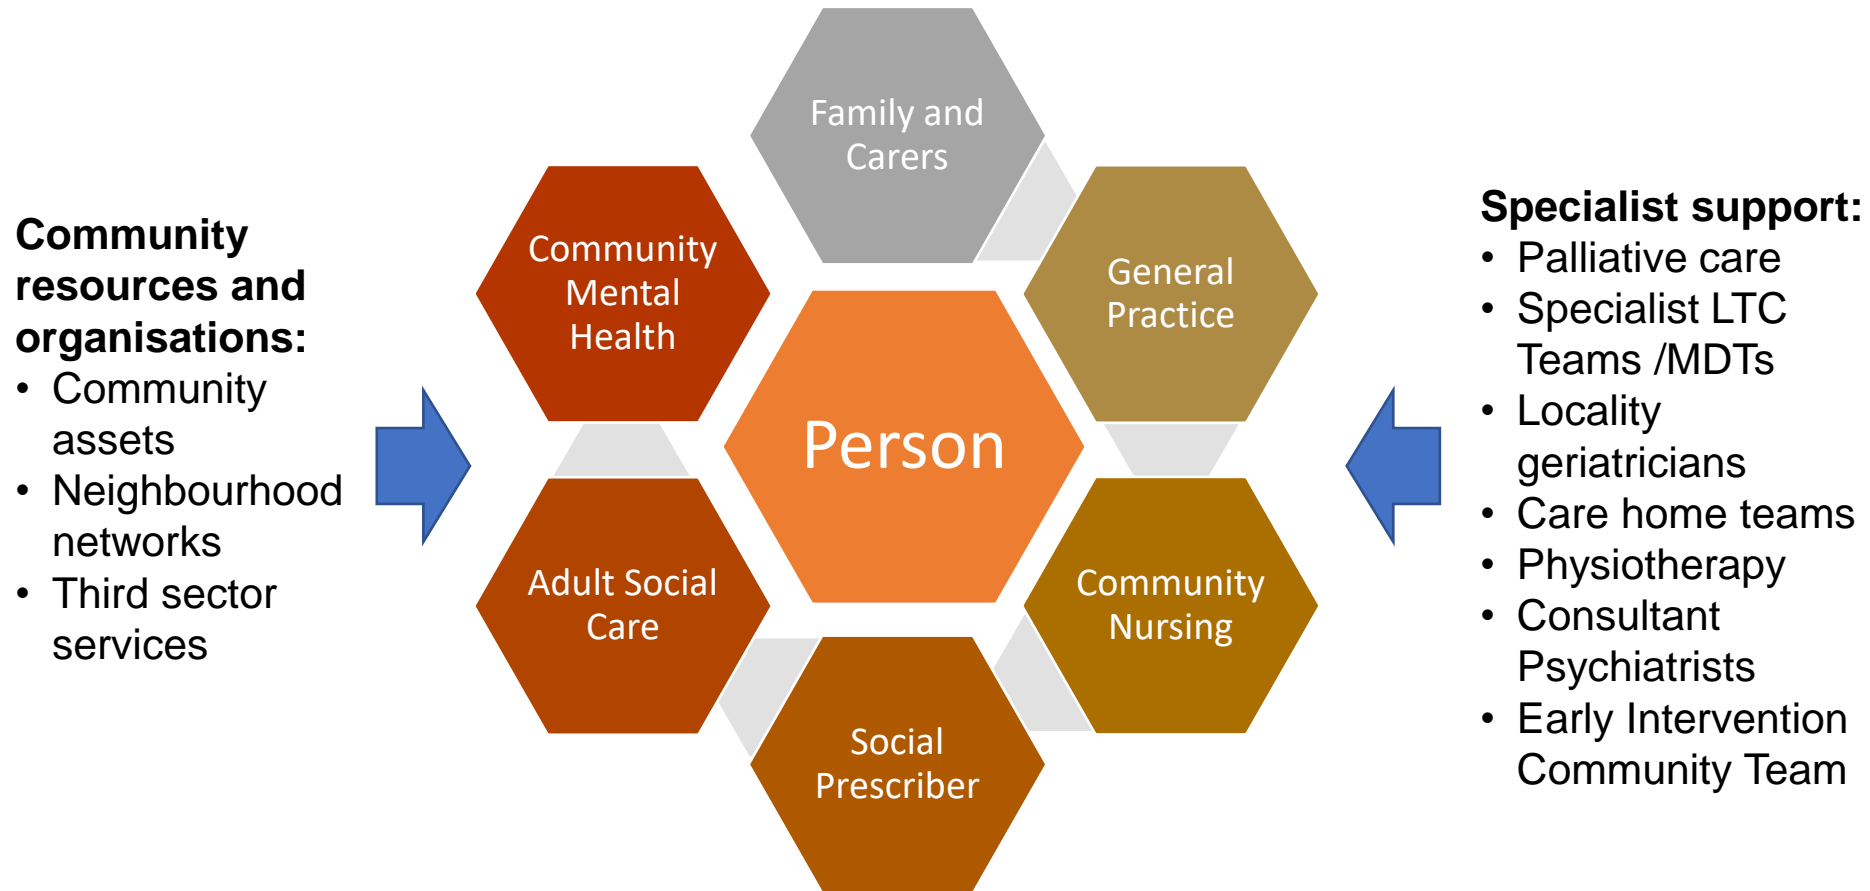 Community
resources and
organisations:
• Community
assets
• Neighbourhood
networks
• Third sector
services
Family and
Carers
Community
Mental
Health
General
Practice
Person
Adult Social
Care
Community
Nursing
Social
Prescriber
Specialist support:
• Palliative care
• Specialist LTC
Teams /MDTs
• Locality
geriatricians
• Care home teams
• Physiotherapy
• Consultant
Psychiatrists
• Early Intervention
Community Team